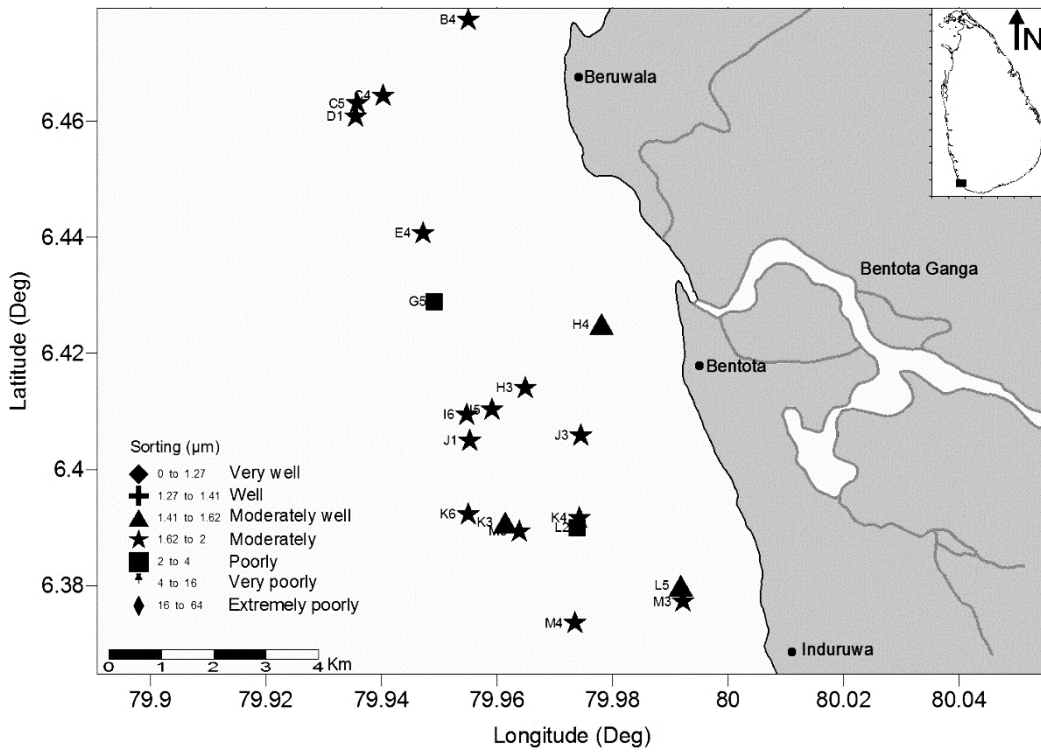 B4
N
Beruwala
C4
C5
D1
6.46
E4
6.44
Bentota Ganga
G5
H4
6.42
Bentota
H3
I5
I6
J1
J3
Latitude (Deg)
Sorting (µm)
0 to 1.27 Very well
1.27 to 1.41 Well
1.41 to 1.62 Moderately well
1.62 to 2 Moderately
2 to 4 Poorly
4 to 16 Very poorly
16 to 64 Extremely poorly
6.4
K6
K3
K4
L2
6.38
L5
M3
M4
Induruwa
0 1 2 3 4 Km
79.9 79.92 79.94 79.96 79.98 80 80.02 80.04
Longitude (Deg)